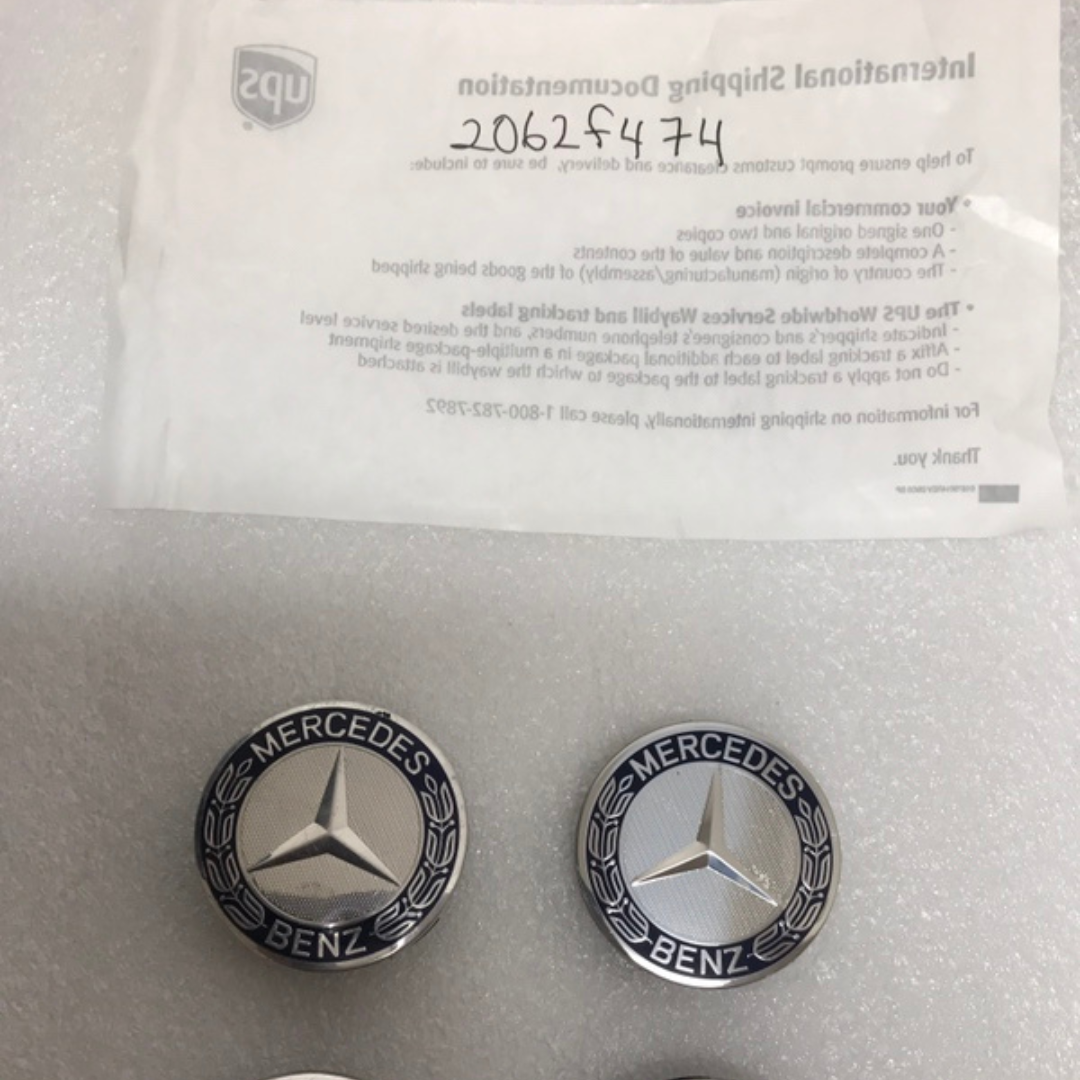 ups
International Shipping Documentation
2062f474
To help ensure prompt customs clearance and delivery, be sure to include:
• Your commercial invoice
- One signed original and two copies
- A complete description and value of the contents
- The country of origin (manufacturing/assembly) of the goods being shipped
• The UPS Worldwide Services Waybill and tracking labels
- Indicate shipper's and consignee's telephone numbers, and the desired service level
- Affix a tracking label to each additional package in a multiple-package shipment
- Do not apply a tracking label to the package to which the waybill is attached
For information on shipping internationally, please call 1-800-782-7892
Thank you.
MERCEDES
BENZ
MERCEDES
BENZ